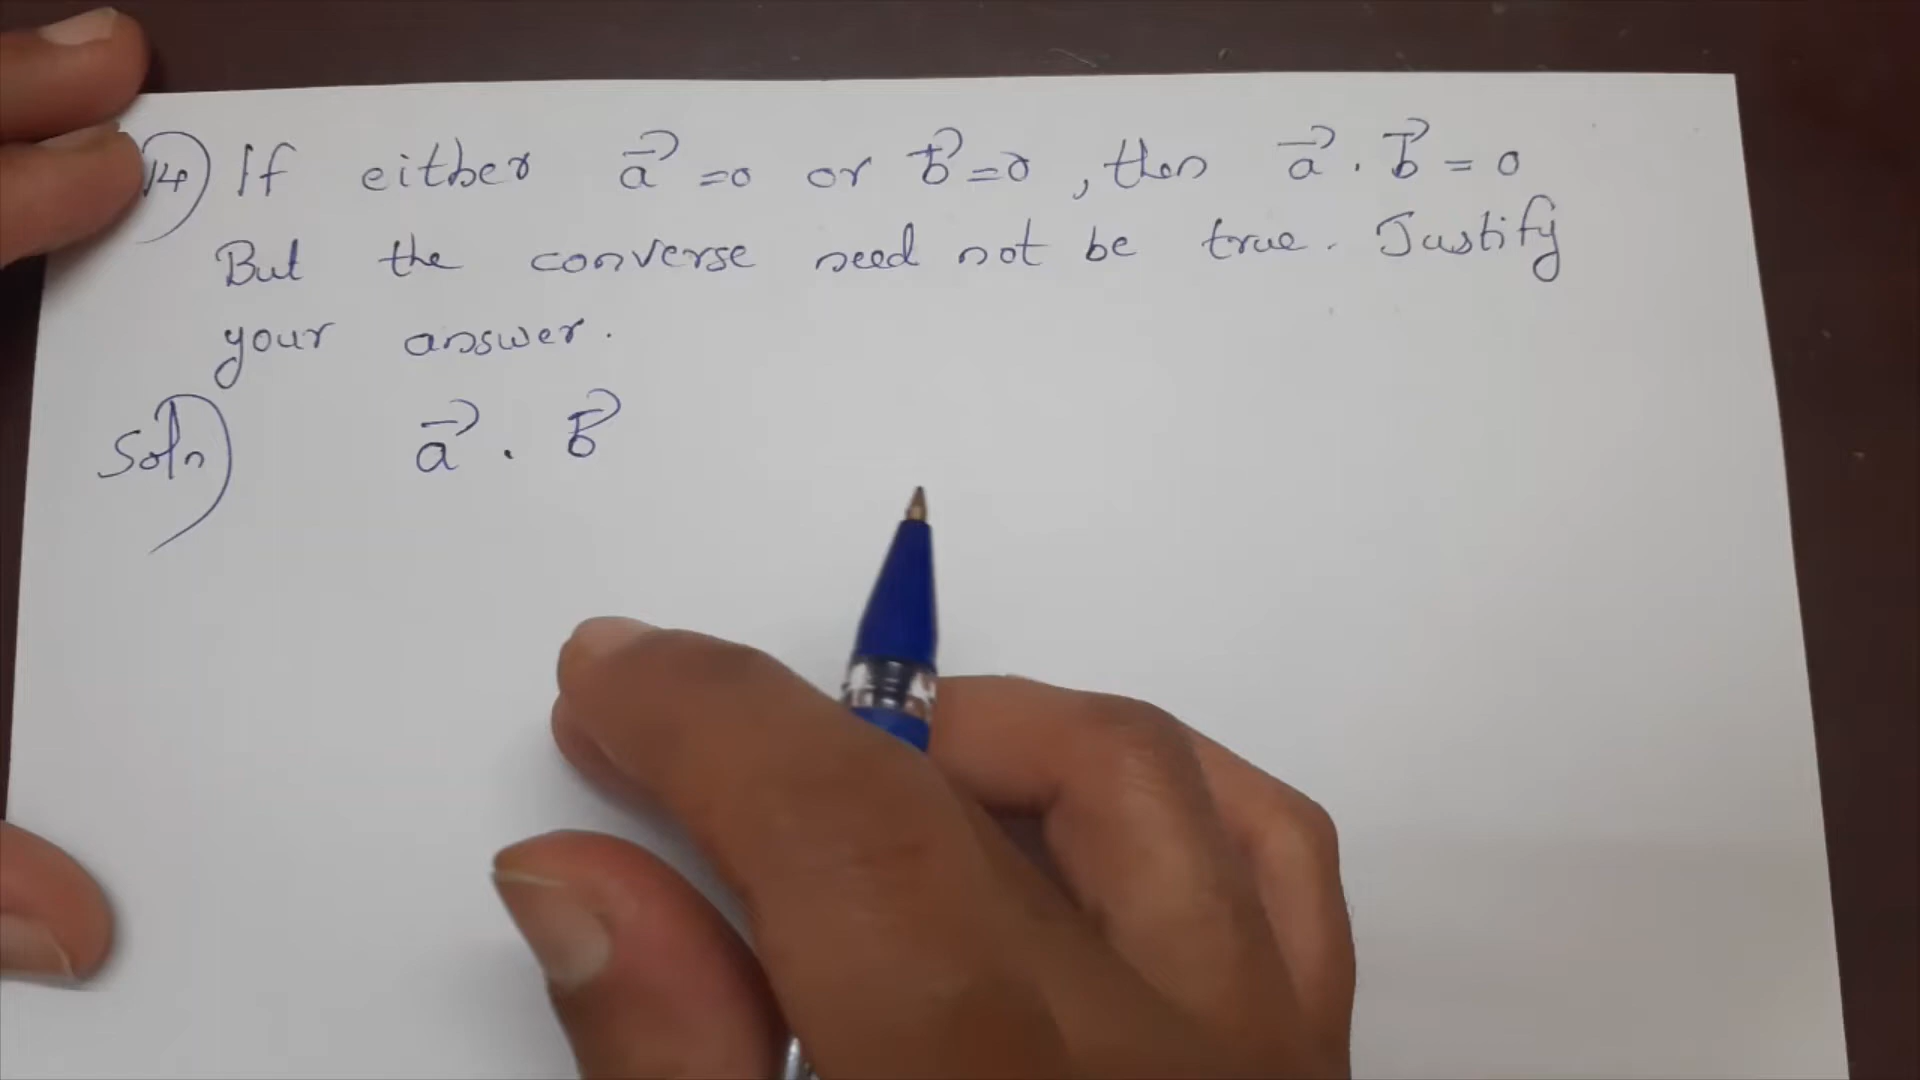 14) If either a⃗ =0 or b⃗ =0, then a⃗ . b⃗ = 0
But the converse need not be true. Justify
your answer.
Soln) a⃗ . b⃗